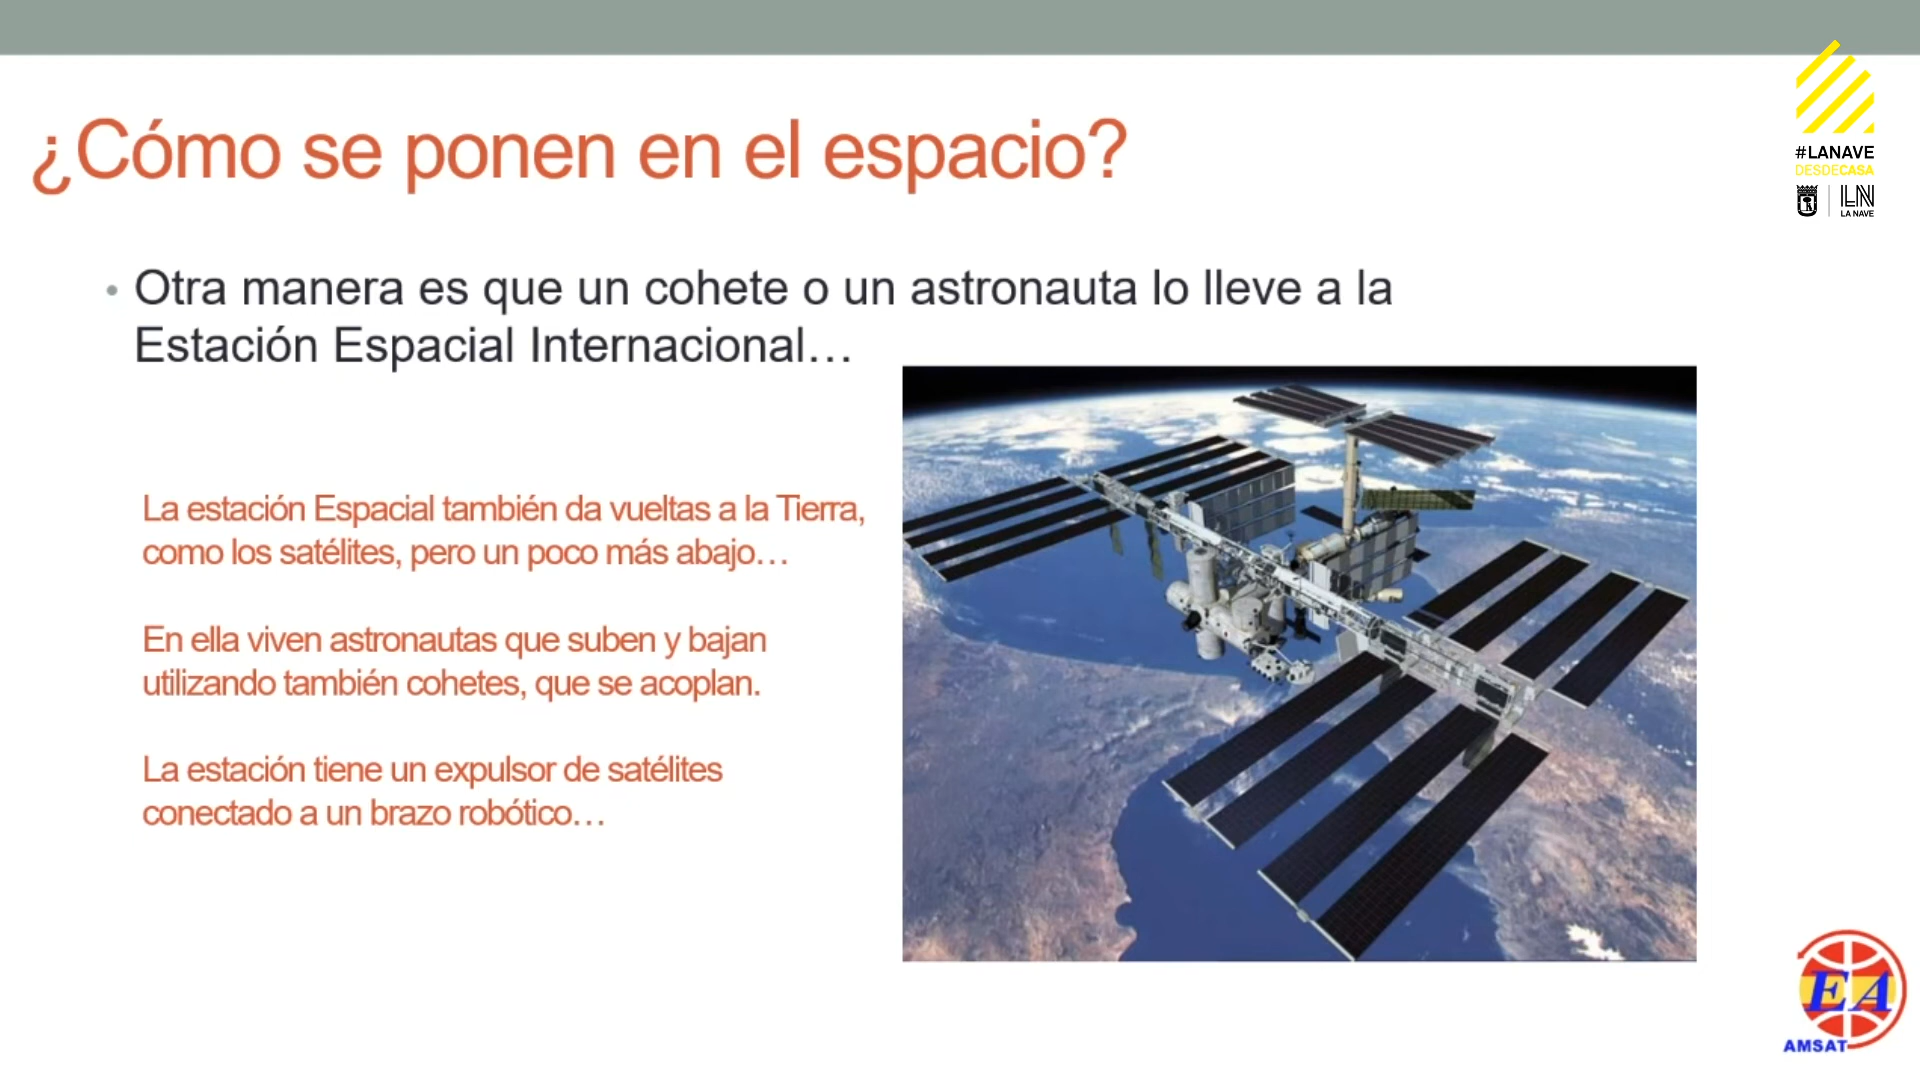 ¿Cómo se ponen en el espacio?
#LANAVE
DESDECASA
LN
LA NAVE
• Otra manera es que un cohete o un astronauta lo lleve a la
Estación Espacial Internacional…
La estación Espacial también da vueltas a la Tierra,
como los satélites, pero un poco más abajo…
En ella viven astronautas que suben y bajan
utilizando también cohetes, que se acoplan.
La estación tiene un expulsor de satélites
conectado a un brazo robótico…
EA
AMSAT